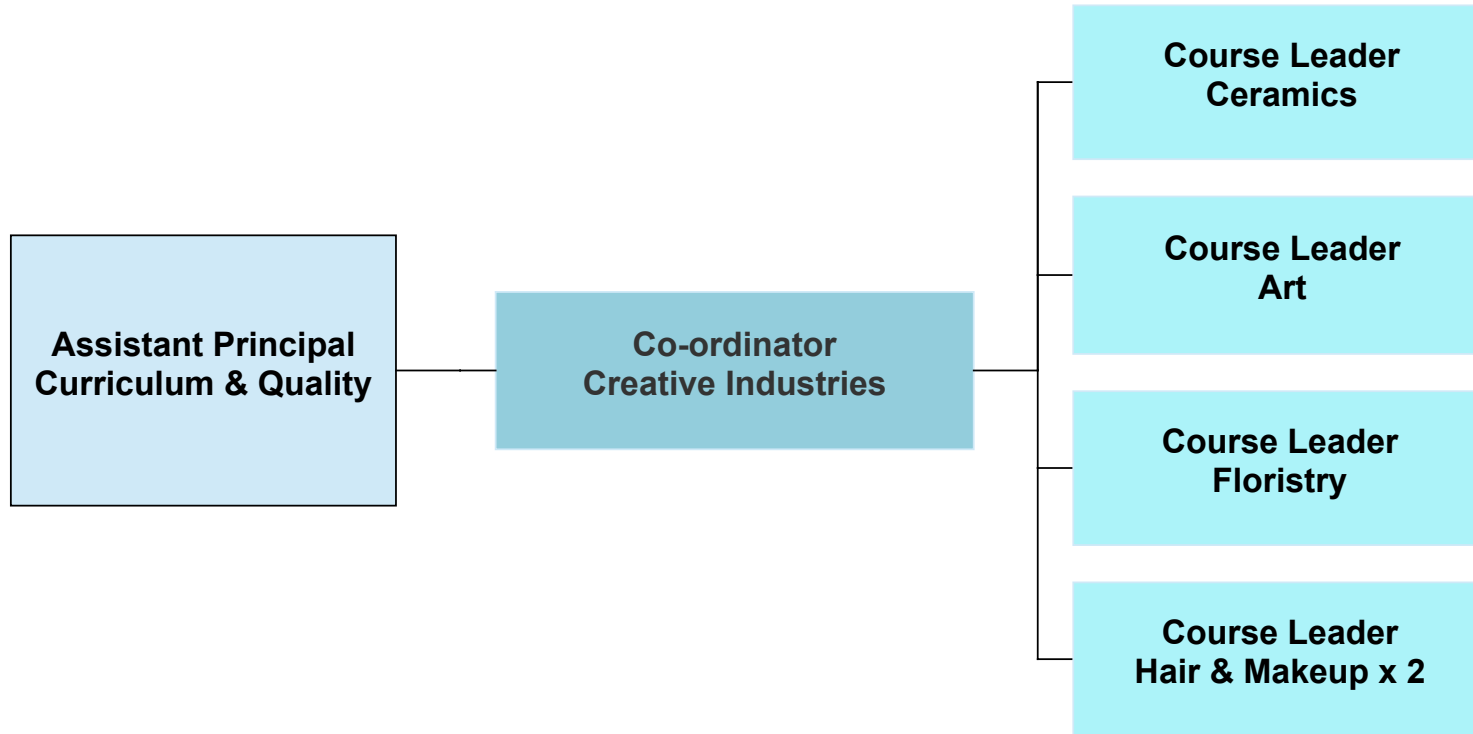 Assistant Principal
Curriculum & Quality
Co-ordinator
Creative Industries
Course Leader
Ceramics
Course Leader
Art
Course Leader
Floristry
Course Leader
Hair & Makeup x 2